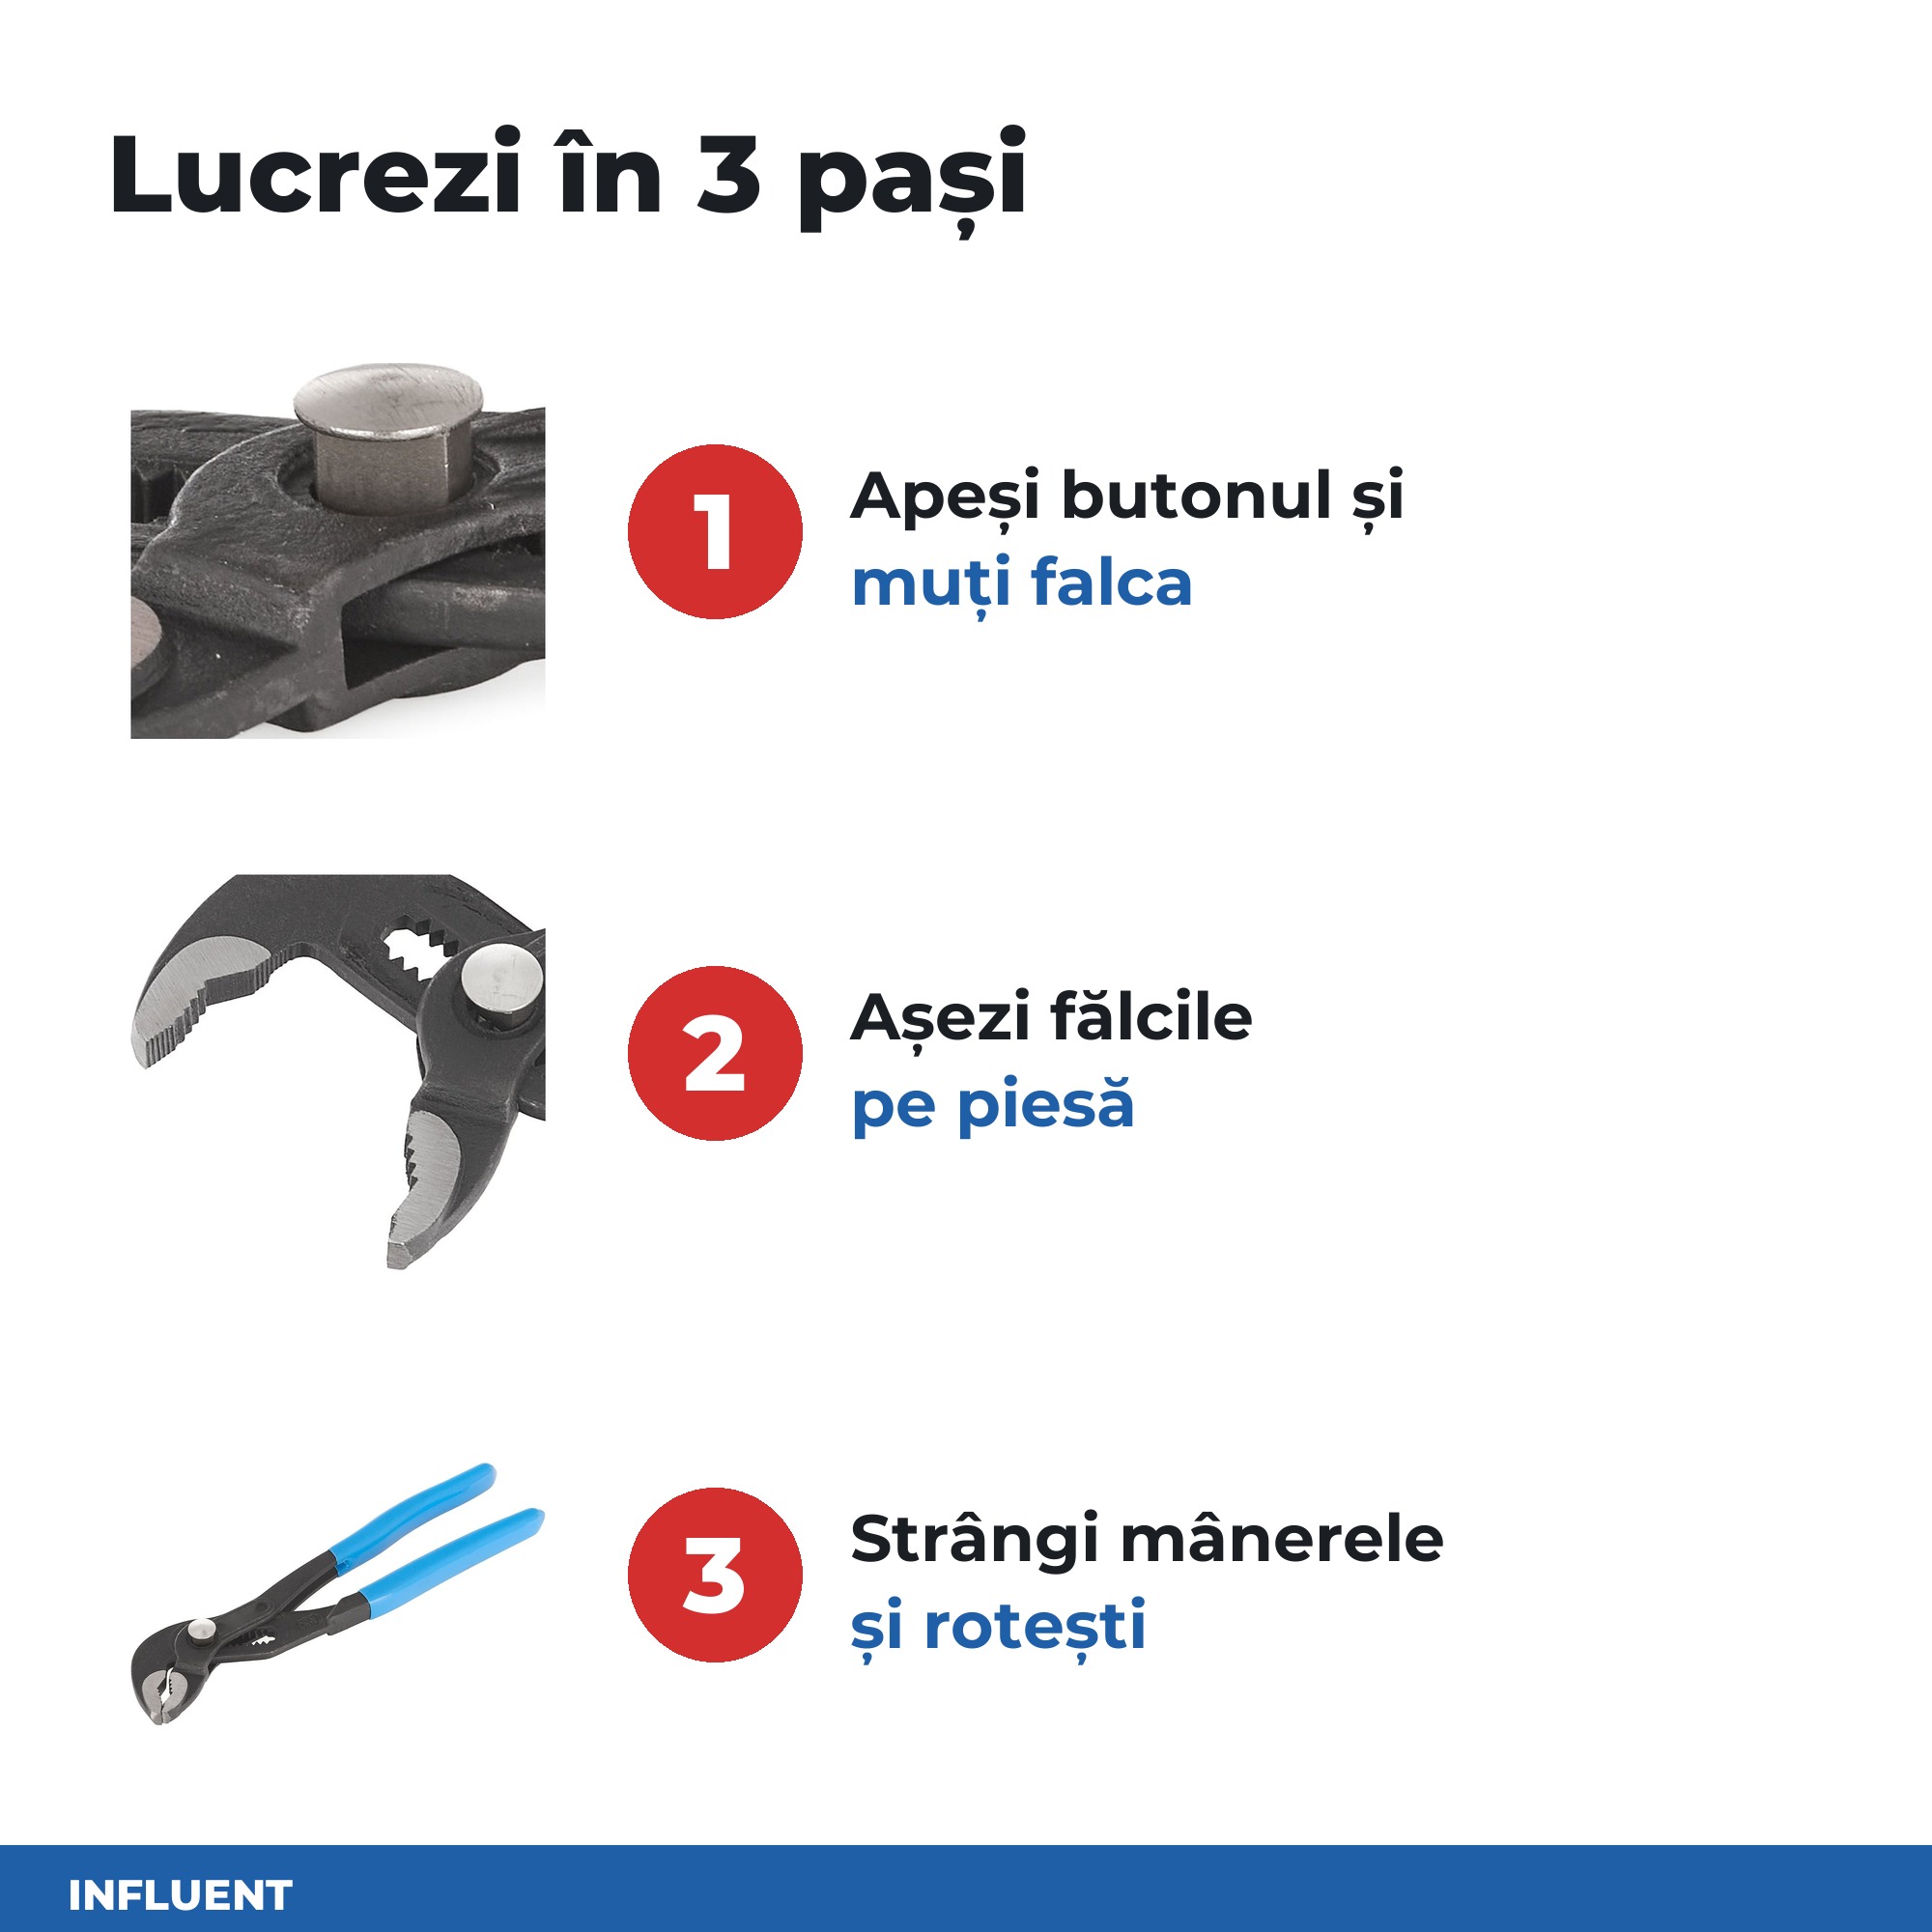 Lucrezi în 3 pași
1
Apeși butonul și
muți falca
2
Așezi fălcile
pe piesă
3
Strângi mânerele
și rotești
INFLUENT